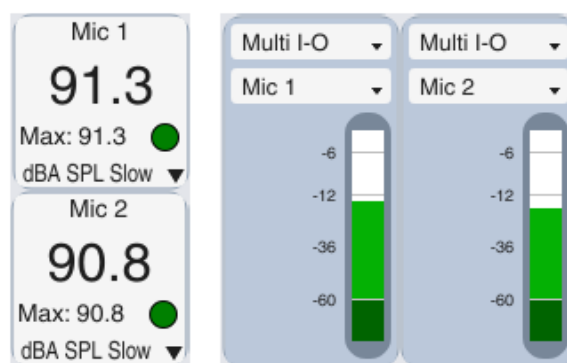 Mic 1
91.3
Max: 91.3
dBA SPL Slow
Mic 2
90.8
Max: 90.8
dBA SPL Slow
Multi I-O
Mic 1
-6
-12
-36
-60
Multi I-O
Mic 2
-6
-12
-36
-60